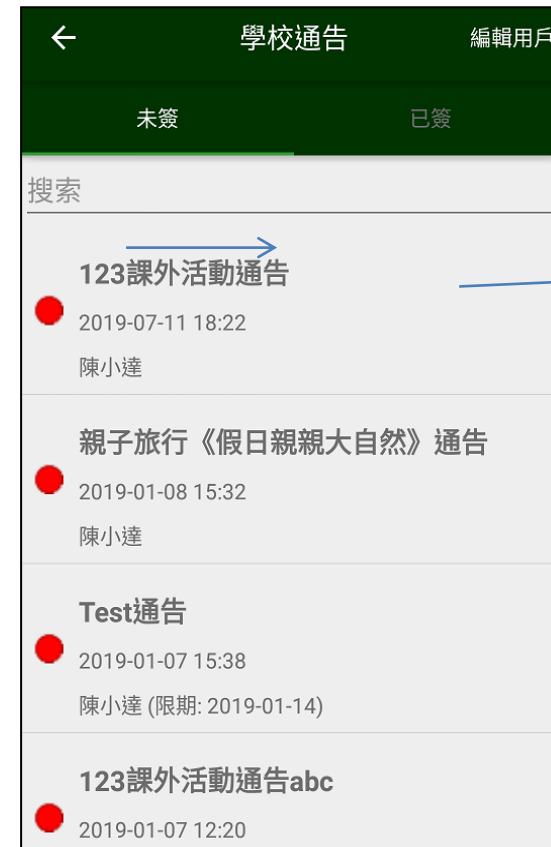 學校通告
編輯用戶
未簽
已簽
搜索
123課外活動通告
2019-07-11 18:22
陳小達
親子旅行《假日親親大自然》通告
2019-01-08 15:32
陳小達
Test通告
2019-01-07 15:38
陳小達 (限期: 2019-01-14)
123課外活動通告abc
2019-01-07 12:20